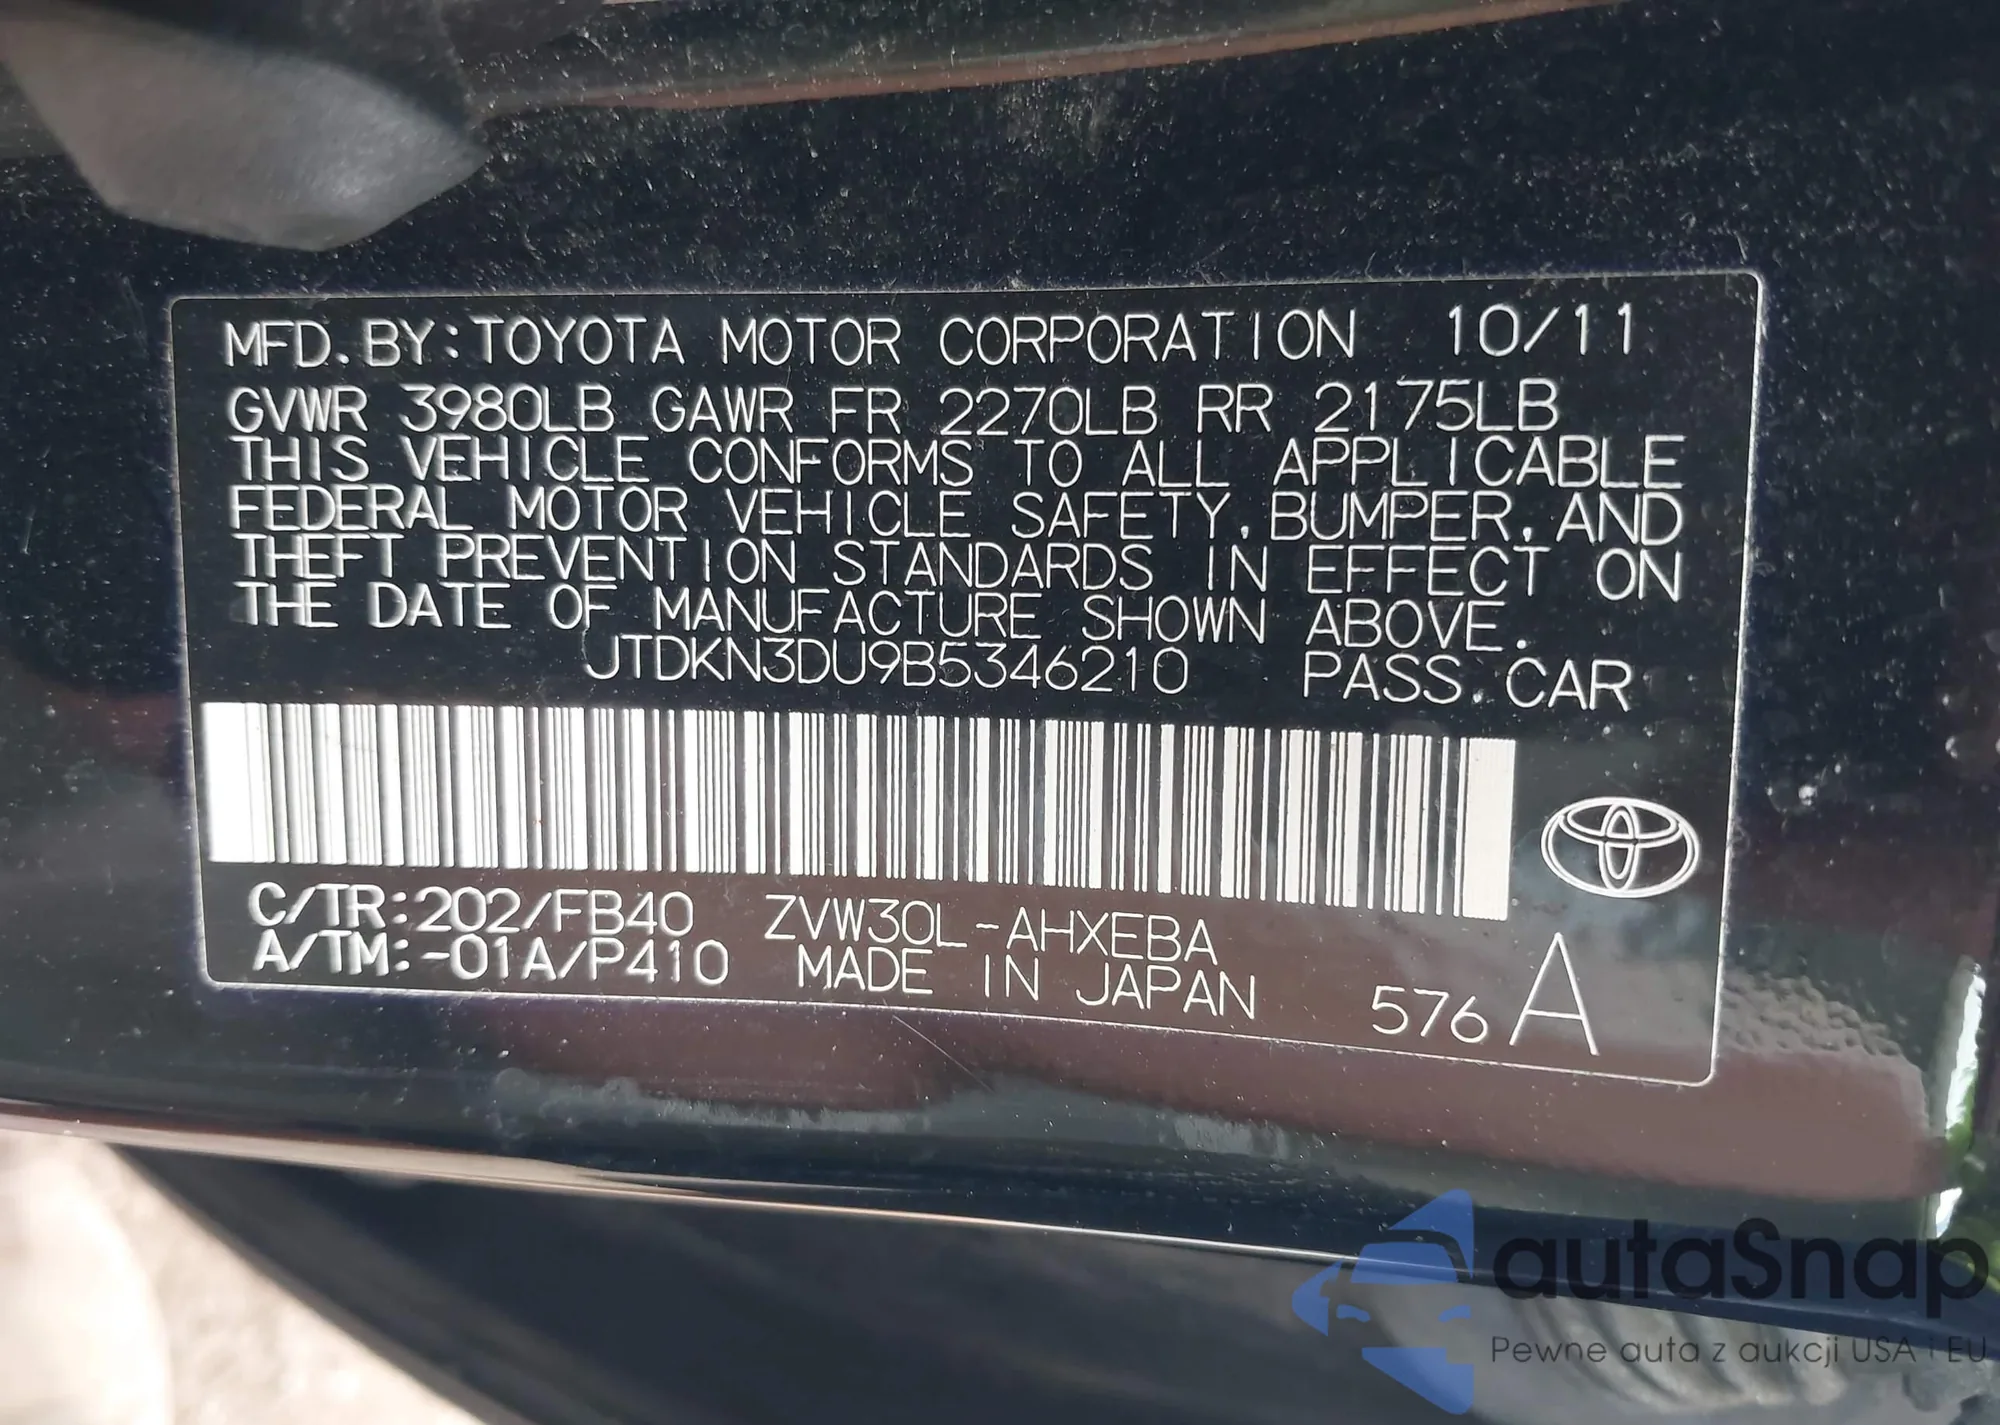 MFD. BY: TOYOTA MOTOR CORPORATION 10/11
GVWR 3980LB GAWR FR 2270LB RR 2175LB
THIS VEHICLE CONFORMS TO ALL APPLICABLE
FEDERAL MOTOR VEHICLE SAFETY, BUMPER, AND
THEFT PREVENTION STANDARDS IN EFFECT ON
THE DATE OF MANUFACTURE SHOWN ABOVE.
JTDKN3DU9B5346210 PASS. CAR
C/TR:202/FB40 ZVW30L-AHXEBA
A/TM:-01A/P410 MADE IN JAPAN 576 A
autaSnap
Pewne auta z aukcji USA i EU